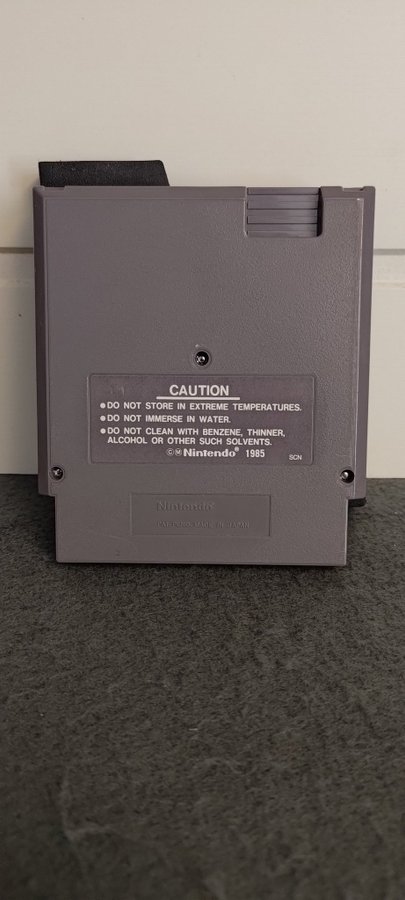 CAUTION
●DO NOT STORE IN EXTREME TEMPERATURES.
●DO NOT IMMERSE IN WATER.
●DO NOT CLEAN WITH BENZENE, THINNER,
ALCOHOL OR OTHER SUCH SOLVENTS.
©Ⓜ Nintendo® 1985
SCN
Nintendo®
MADE IN JAPAN